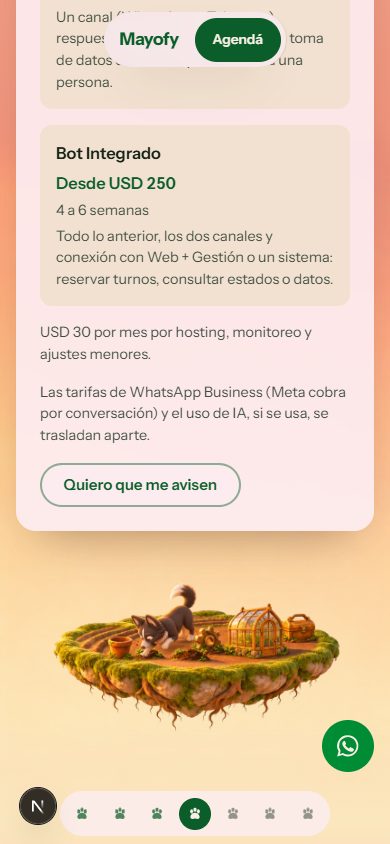 Un canal
Mayofy
Agendá
respues
toma
de datos
una
persona.
Bot Integrado
Desde USD 250
4 a 6 semanas
Todo lo anterior, los dos canales y
conexión con Web + Gestión o un sistema:
reservar turnos, consultar estados o datos.
USD 30 por mes por hosting, monitoreo y
ajustes menores.
Las tarifas de WhatsApp Business (Meta cobra
por conversación) y el uso de IA, si se usa, se
trasladan aparte.
Quiero que me avisen
N